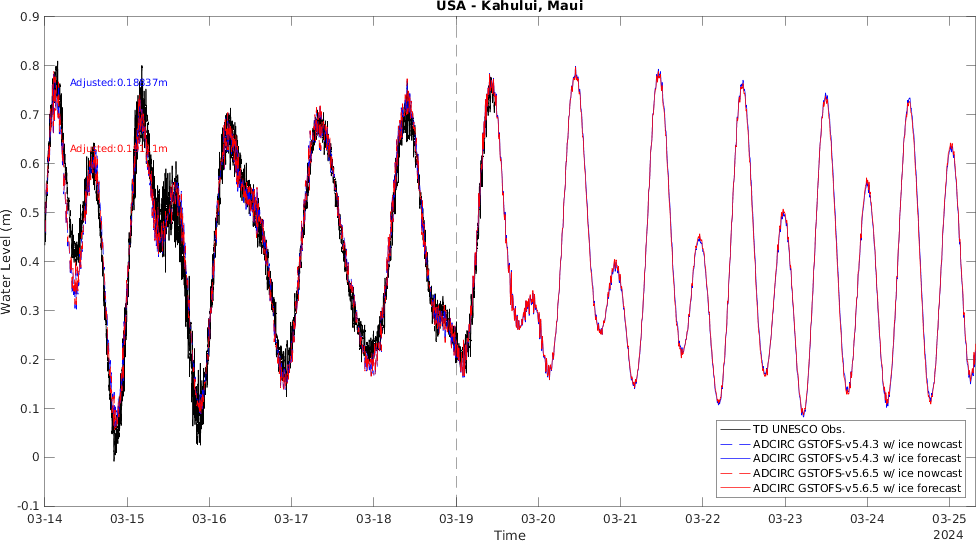 USA - Kahului, Maui
0.9
0.8
0.7
0.6
0.5
0.4
0.3
0.2
0.1
0
-0.1
Water Level (m)
Adjusted:0.18837m
03-14 03-15 03-16 03-17 03-18 03-19 03-20 03-21 03-22 03-23 03-24 03-25
2024
Time
TD UNESCO Obs.
ADCIRC GSTOFS-v5.4.3 w/ ice nowcast
ADCIRC GSTOFS-v5.4.3 w/ ice forecast
ADCIRC GSTOFS-v5.6.5 w/ ice nowcast
ADCIRC GSTOFS-v5.6.5 w/ ice forecast